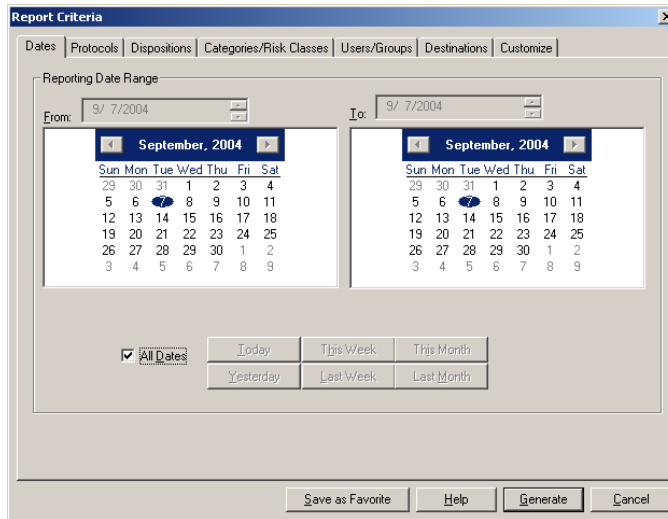 Report Criteria
Dates Protocols Dispositions Categories/Risk Classes Users/Groups Destinations Customize
Reporting Date Range
From: 9/ 7/2004 To: 9/ 7/2004
September, 2004 September, 2004
Sun Mon Tue Wed Thu Fri Sat Sun Mon Tue Wed Thu Fri Sat
29 30 31 1 2 3 4 29 30 31 1 2 3 4
5 6 7 8 9 10 11 5 6 7 8 9 10 11
12 13 14 15 16 17 18 12 13 14 15 16 17 18
19 20 21 22 23 24 25 19 20 21 22 23 24 25
26 27 28 29 30 1 2 26 27 28 29 30 1 2
3 4 5 6 7 8 9 3 4 5 6 7 8 9
All Dates Today This Week This Month
Yesterday Last Week Last Month
Save as Favorite Help Generate Cancel